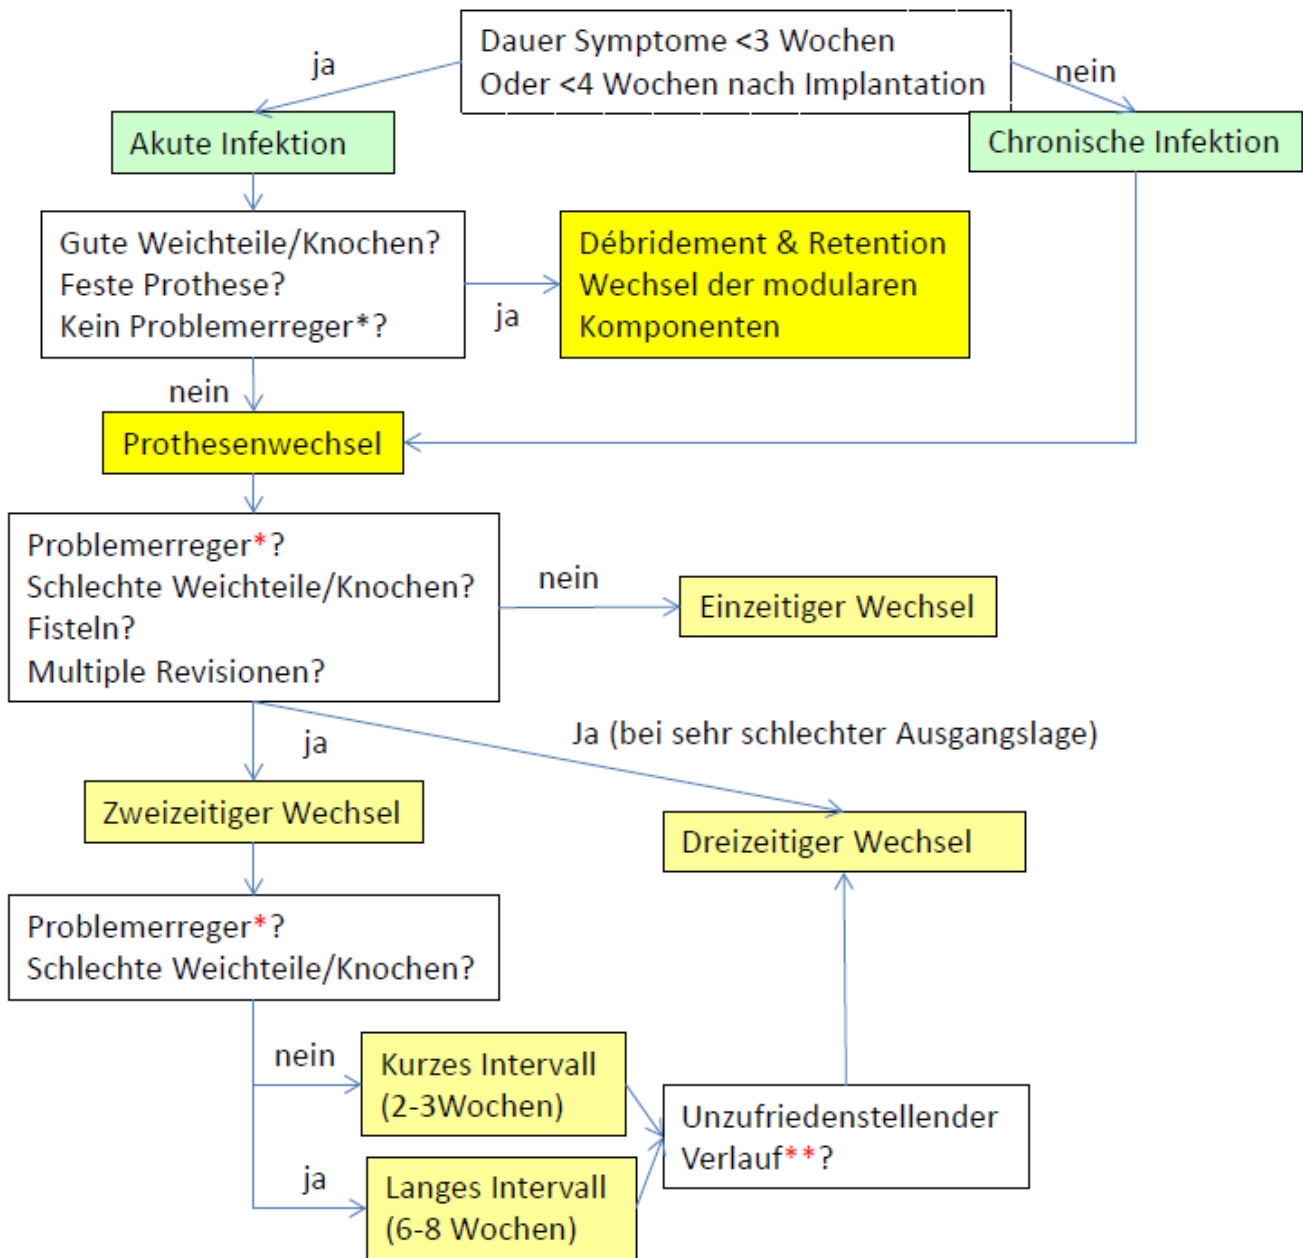 Dauer Symptome <3 Wochen
Oder <4 Wochen nach Implantation
ja
nein
Akute Infektion
Chronische Infektion
Gute Weichteile/Knochen?
Feste Prothese?
Kein Problemerreger*?
ja
Débridement & Retention
Wechsel der modularen
Komponenten
nein
Prothesenwechsel
Problemerreger*?
Schlechte Weichteile/Knochen?
Fisteln?
Multiple Revisionen?
nein
Einzeitiger Wechsel
ja
Ja (bei sehr schlechter Ausgangslage)
Zweizeitiger Wechsel
Dreizeitiger Wechsel
Problemerreger*?
Schlechte Weichteile/Knochen?
nein
Kurzes Intervall
(2-3Wochen)
Unzufriedenstellender
Verlauf**?
ja
Langes Intervall
(6-8 Wochen)